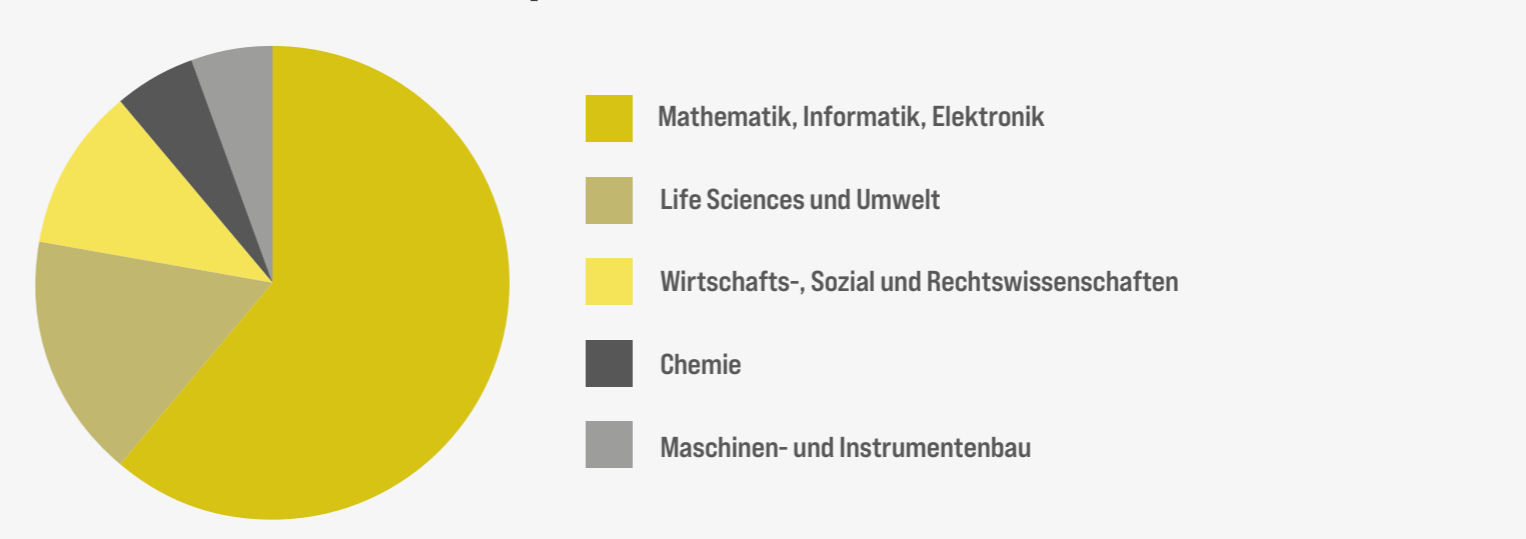 Mathematik, Informatik, Elektronik
Life Sciences und Umwelt
Wirtschafts-, Sozial und Rechtswissenschaften
Chemie
Maschinen- und Instrumentenbau